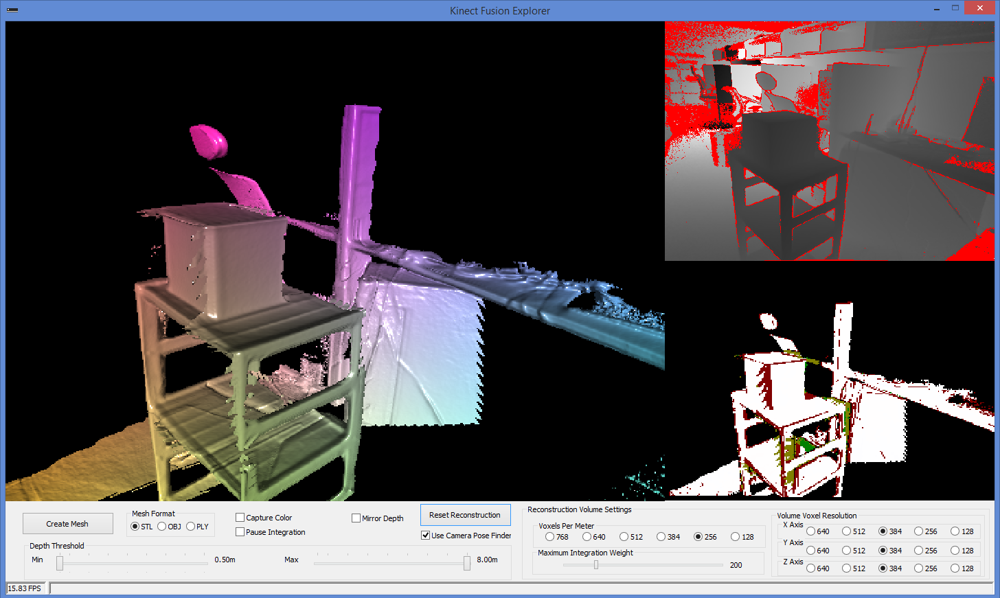 Kinect Fusion Explorer
Create Mesh
Mesh Format
STL OBJ PLY
Capture Color
Pause Integration
Mirror Depth
Reset Reconstruction
Use Camera Pose Finder
Depth Threshold
Min 0.50m Max 8.00m
Reconstruction Volume Settings
Voxels Per Meter
768 640 512 384 256 128
Maximum Integration Weight
200
Volume Voxel Resolution
X Axis
640 512 384 256 128
Y Axis
640 512 384 256 128
Z Axis
640 512 384 256 128
15.83 FPS